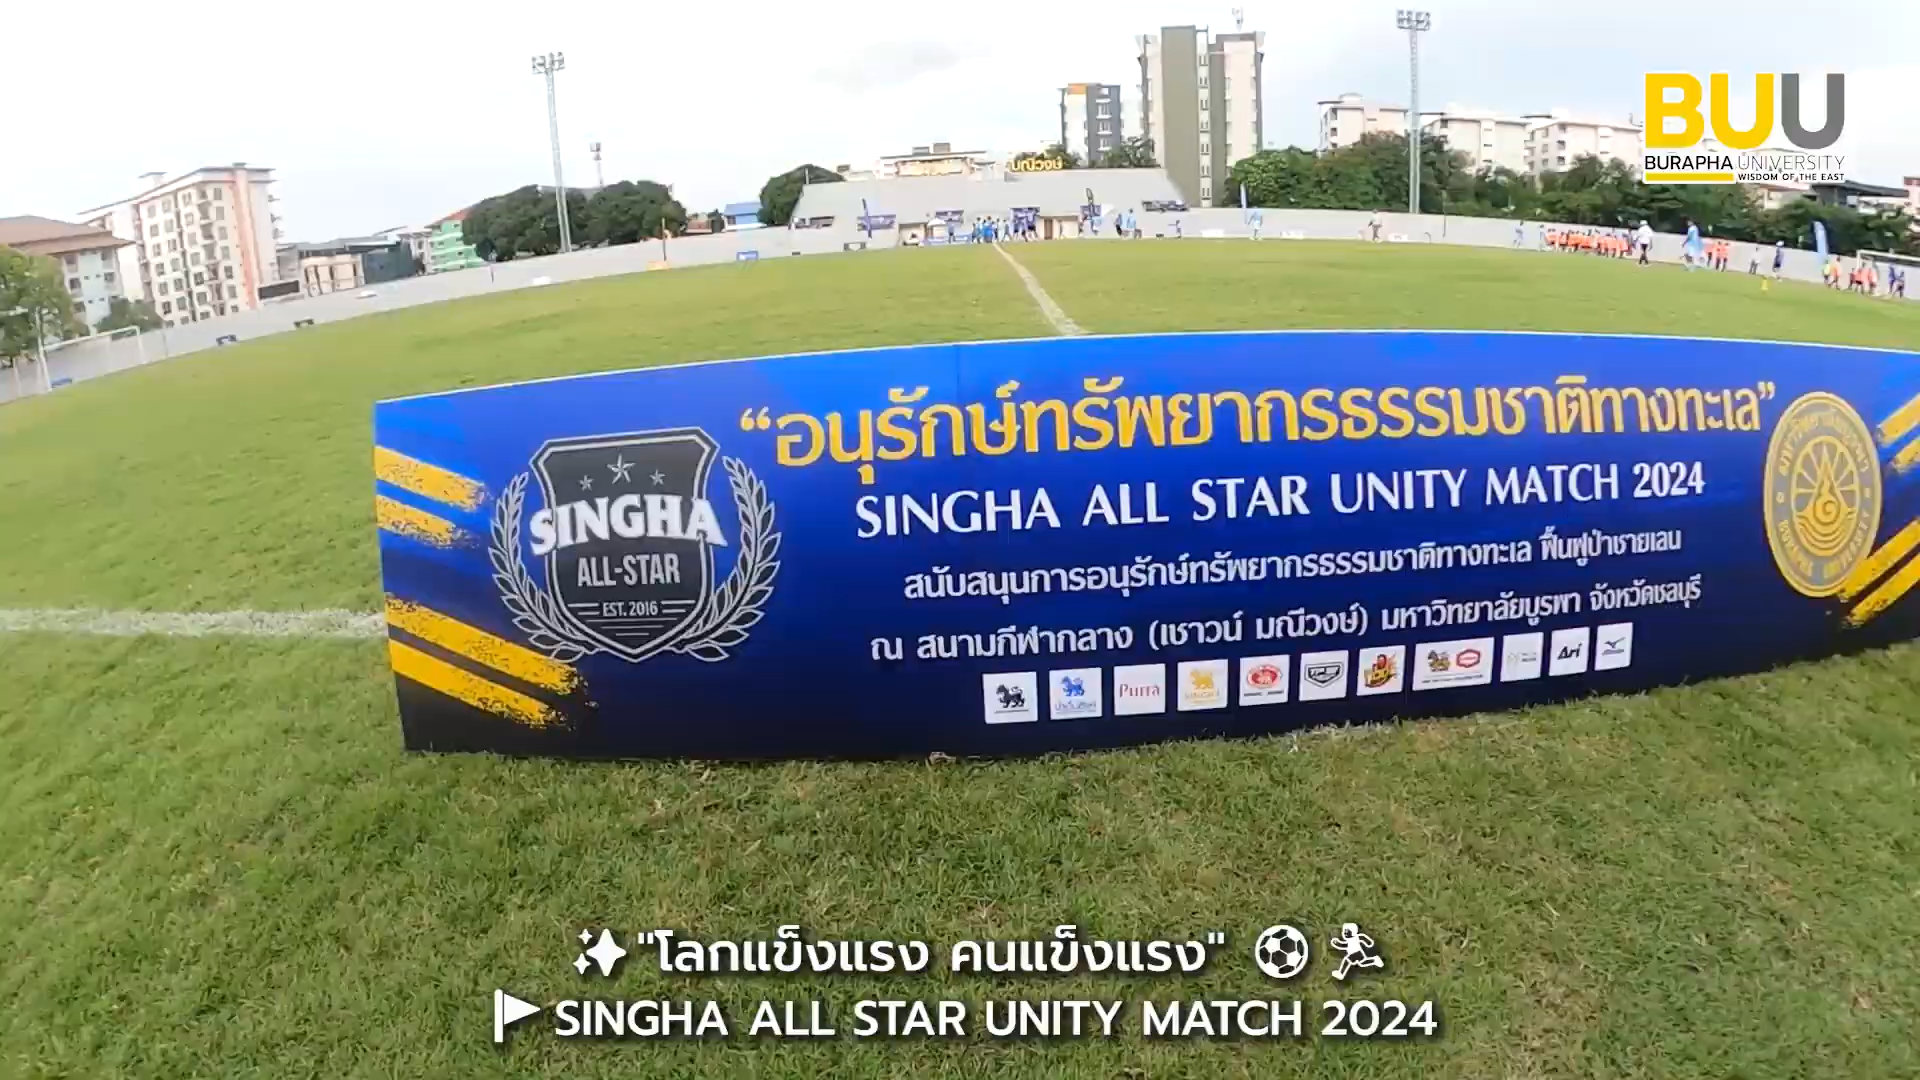 BUU
BURAPHA UNIVERSITY
WISDOM OF THE EAST
มณีวงษ์
“อนุรักษ์ทรัพยากรธรรมชาติทางทะเล”
SINGHA ALL STAR UNITY MATCH 2024
สนับสนุนการอนุรักษ์ทรัพยากรธรรมชาติทางทะเล ฟื้นฟูป่าชายเลน
ณ สนามกีฬากลาง (เชาวน์ มณีวงษ์) มหาวิทยาลัยบูรพา จังหวัดชลบุรี
SINGHA
ALL-STAR
EST. 2016
Purra
SINGHA
Ari
"โลกแข็งแรง คนแข็งแรง"
SINGHA ALL STAR UNITY MATCH 2024